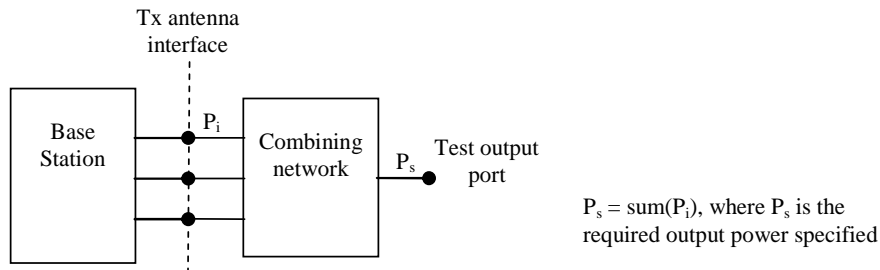 Tx antenna
interface
Base
Station
P_i
Combining
network
P_s
Test output
port
P_s = sum(P_i), where P_s is the
required output power specified